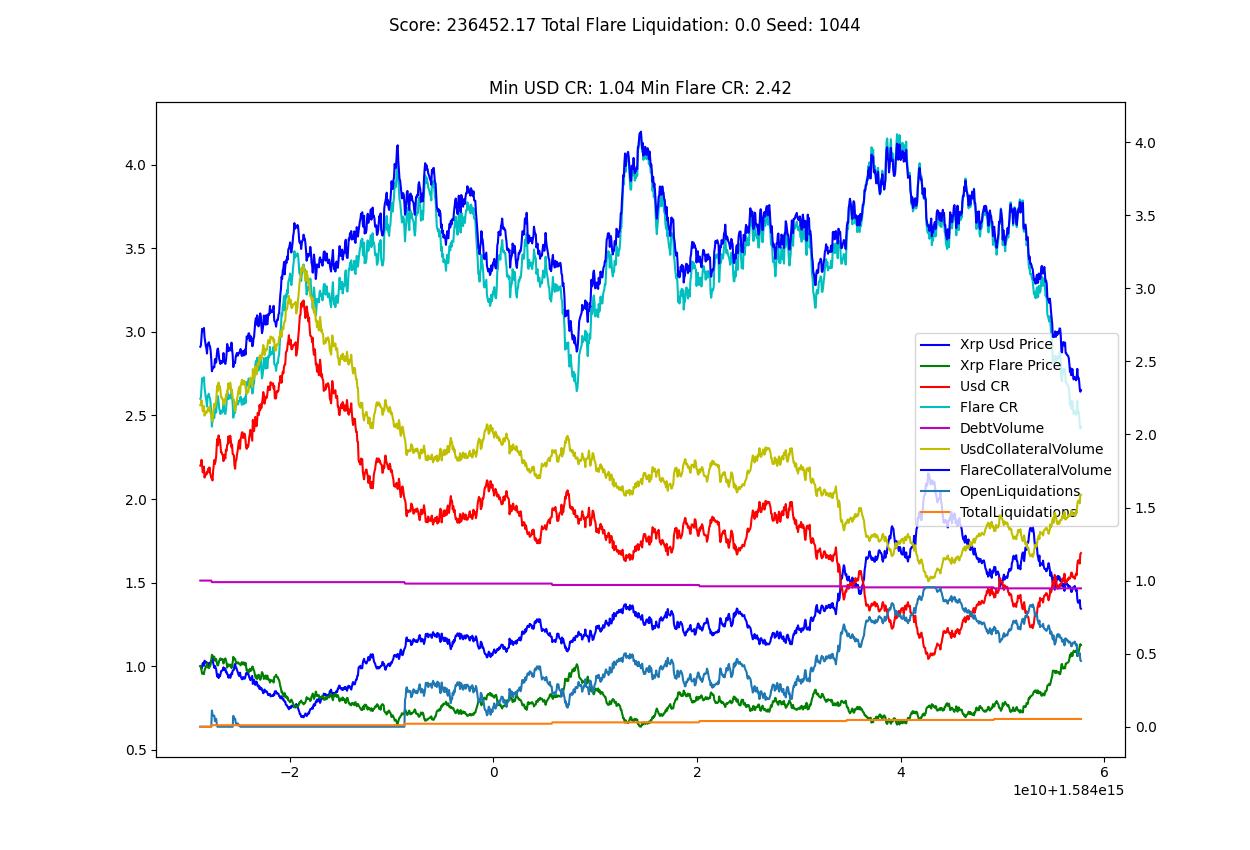 Score: 236452.17 Total Flare Liquidation: 0.0 Seed: 1044
Min USD CR: 1.04 Min Flare CR: 2.42
4.0
3.5
3.0
2.5
2.0
1.5
1.0
0.5
4.0
3.5
3.0
2.5
2.0
1.5
1.0
0.5
0.0
Xrp Usd Price
Xrp Flare Price
Usd CR
Flare CR
DebtVolume
UsdCollateralVolume
FlareCollateralVolume
OpenLiquidations
TotalLiquidations
−2 0 2 4 6
1e10+1.584e15